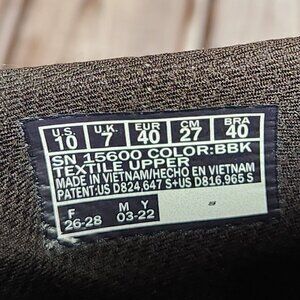 U.S. U.K. EUR CM BRA
10 7 40 27 40
SN 15600 COLOR:BBK
TEXTILE UPPER
MADE IN VIETNAM/HECHO EN VIETNAM
PATENT:US D824,647 S+US D816,965 S
F M Y
26-28 03-22